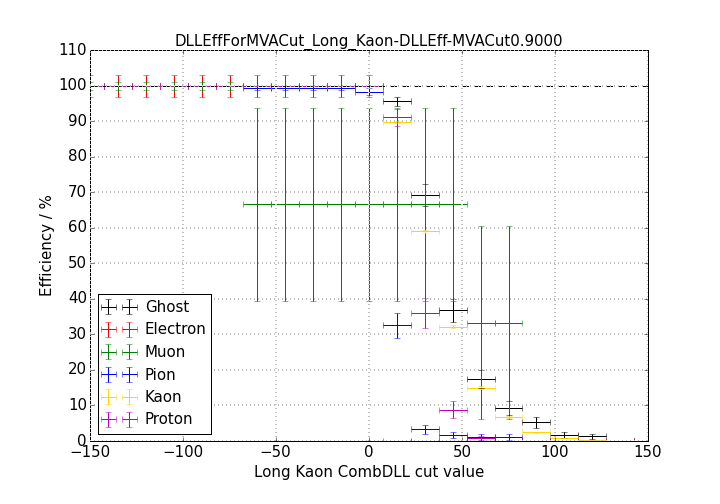 DLLEffForMVACut_Long_Kaon-DLLEff-MVACut0.9000
110
100
90
80
70
60
50
40
30
20
10
0
Efficiency / %
Ghost
Electron
Muon
Pion
Kaon
Proton
−150
−100
−50
0
50
100
150
Long Kaon CombDLL cut value